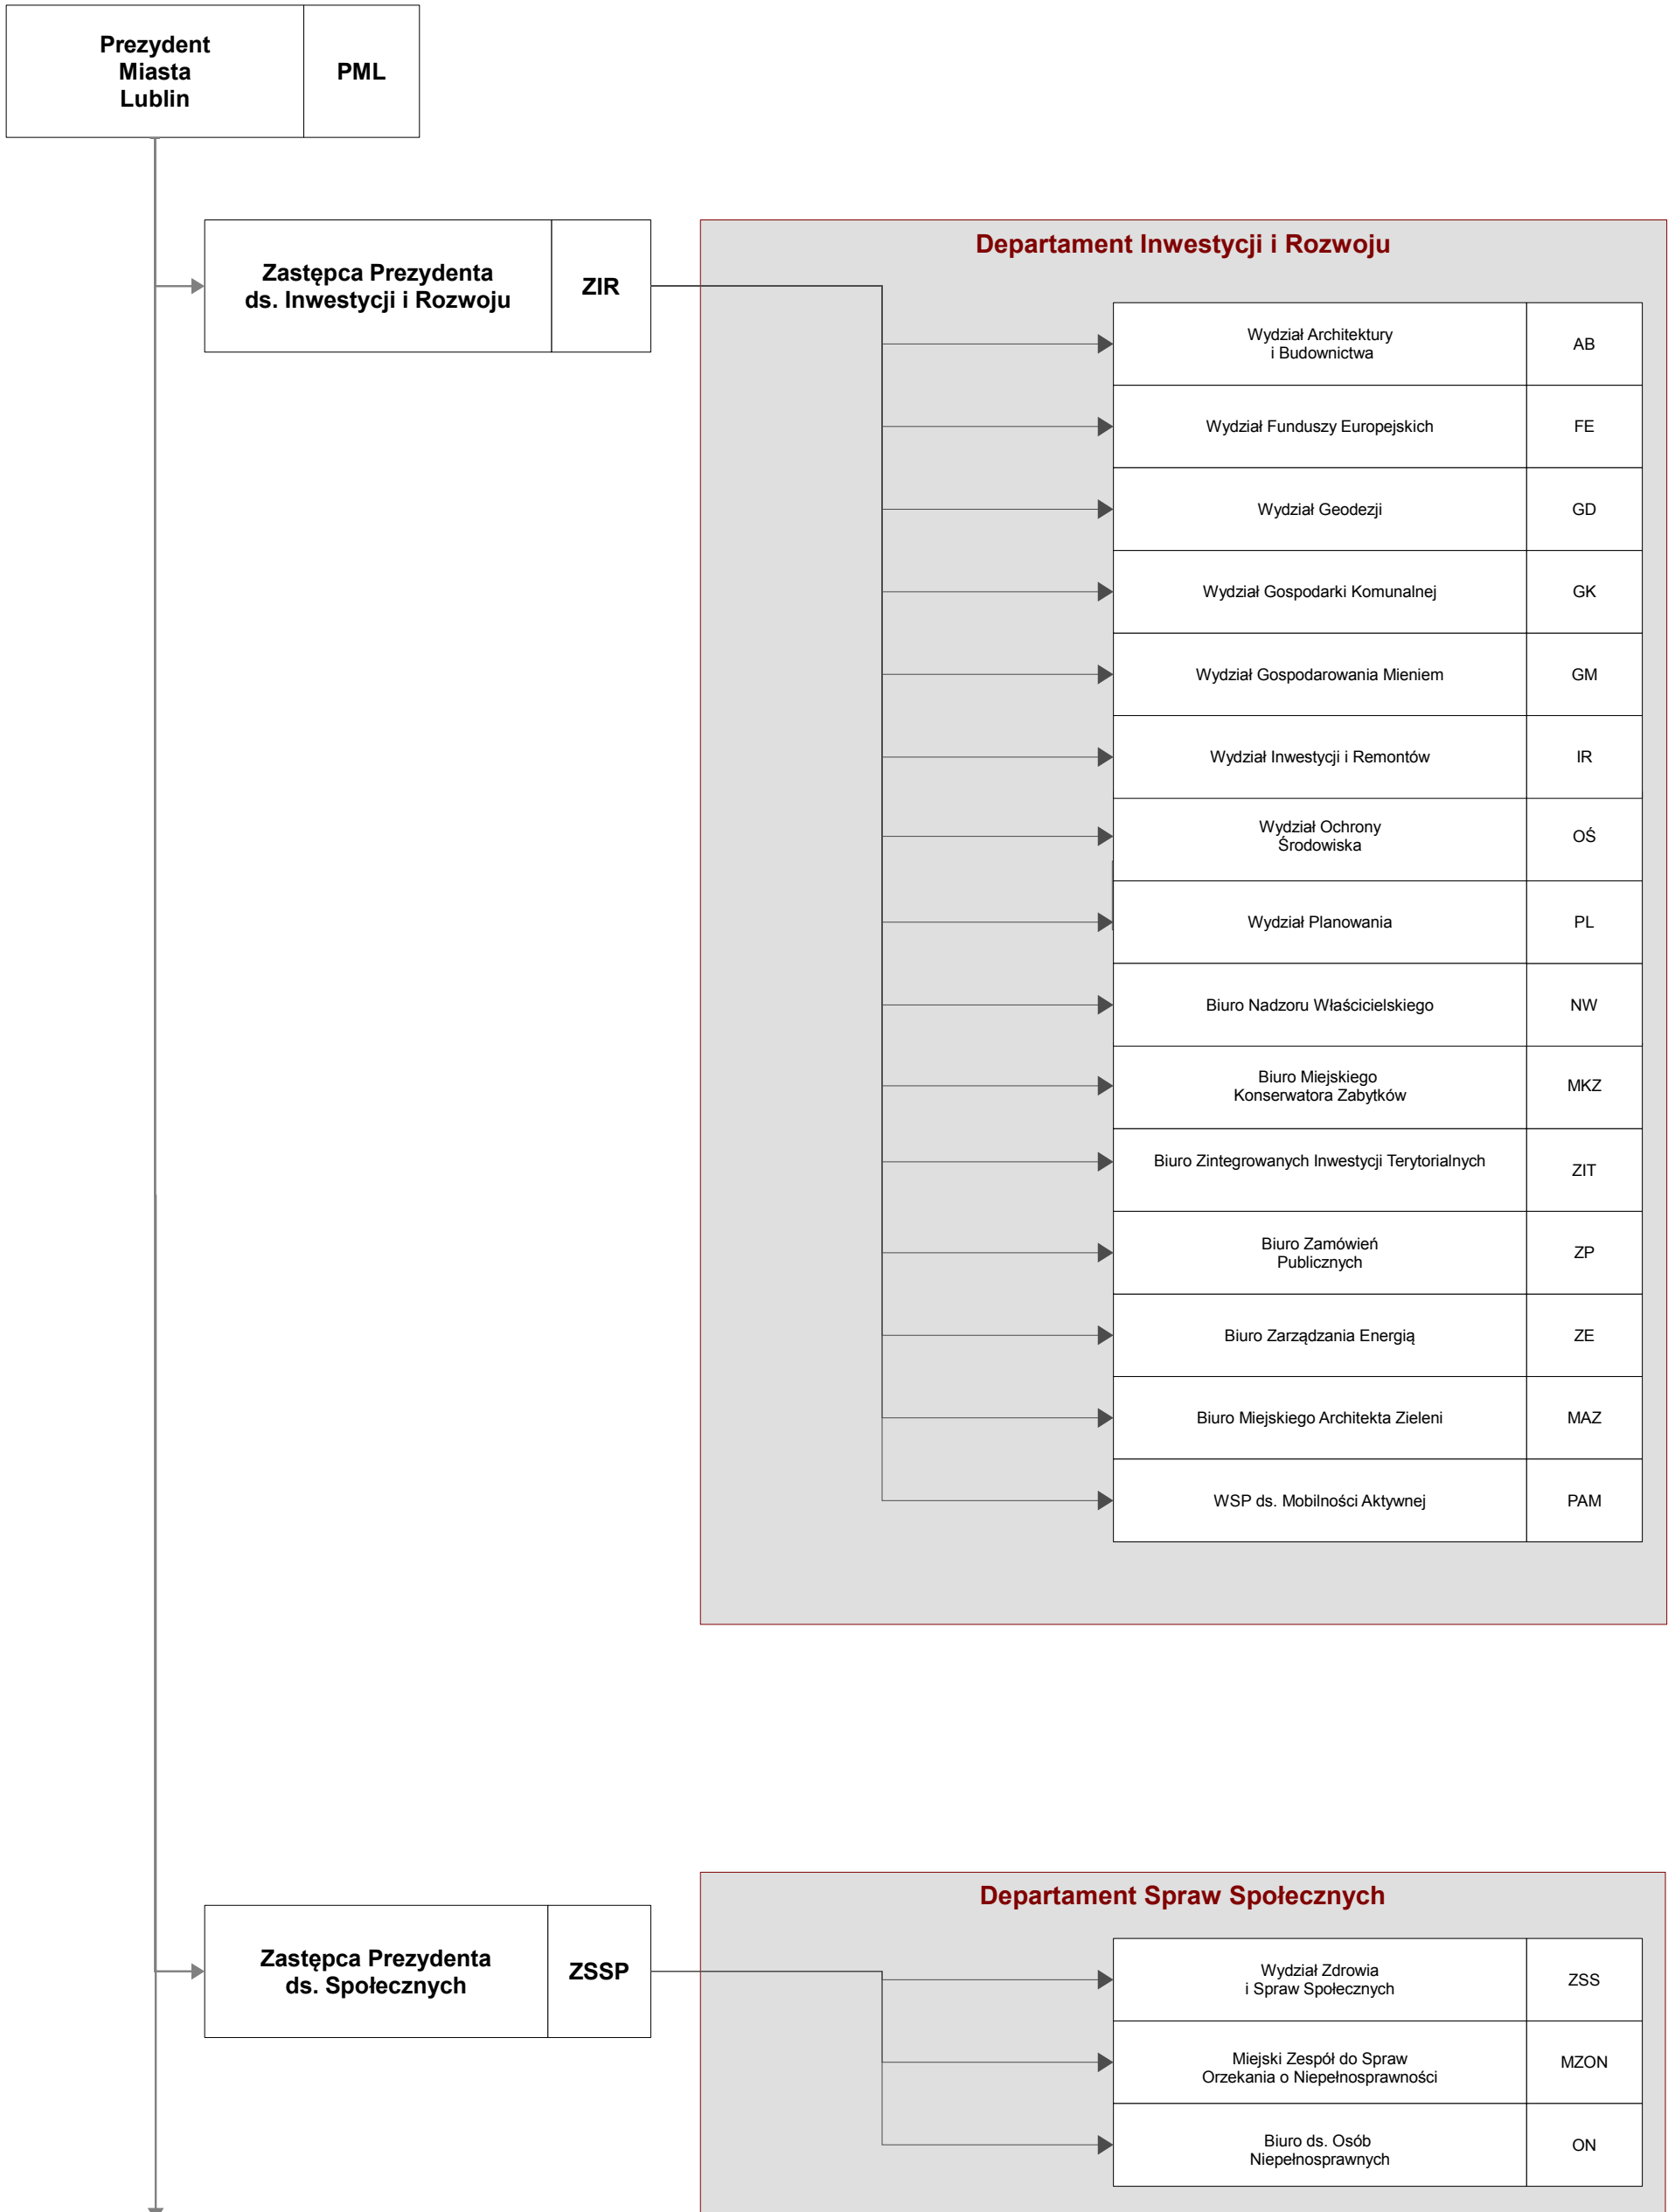 Prezydent
Miasta
Lublin
PML
Zastępca Prezydenta
ds. Inwestycji i Rozwoju
ZIR
Departament Inwestycji i Rozwoju
Wydział Architektury
i Budownictwa
AB
Wydział Funduszy Europejskich
FE
Wydział Geodezji
GD
Wydział Gospodarki Komunalnej
GK
Wydział Gospodarowania Mieniem
GM
Wydział Inwestycji i Remontów
IR
Wydział Ochrony
Środowiska
OŚ
Wydział Planowania
PL
Biuro Nadzoru Właścicielskiego
NW
Biuro Miejskiego
Konserwatora Zabytków
MKZ
Biuro Zintegrowanych Inwestycji Terytorialnych
ZIT
Biuro Zamówień
Publicznych
ZP
Biuro Zarządzania Energią
ZE
Biuro Miejskiego Architekta Zieleni
MAZ
WSP ds. Mobilności Aktywnej
PAM
Zastępca Prezydenta
ds. Społecznych
ZSSP
Departament Spraw Społecznych
Wydział Zdrowia
i Spraw Społecznych
ZSS
Miejski Zespół do Spraw
Orzekania o Niepełnosprawności
MZON
Biuro ds. Osób
Niepełnosprawnych
ON